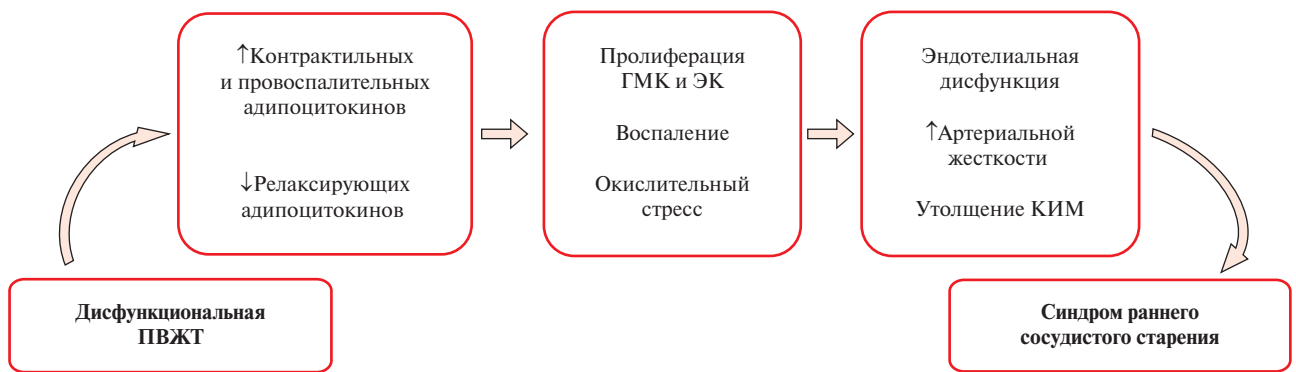 ↑Контрактильных
и провоспалительных
адипоцитокинов
↓Релаксирующих
адипоцитокинов
Пролиферация
ГМК и ЭК
Воспаление
Окислительный
стресс
Эндотелиальная
дисфункция
↑Артериальной
жесткости
Утолщение КИМ
Дисфункциональная
ПВЖТ
Синдром раннего
сосудистого старения